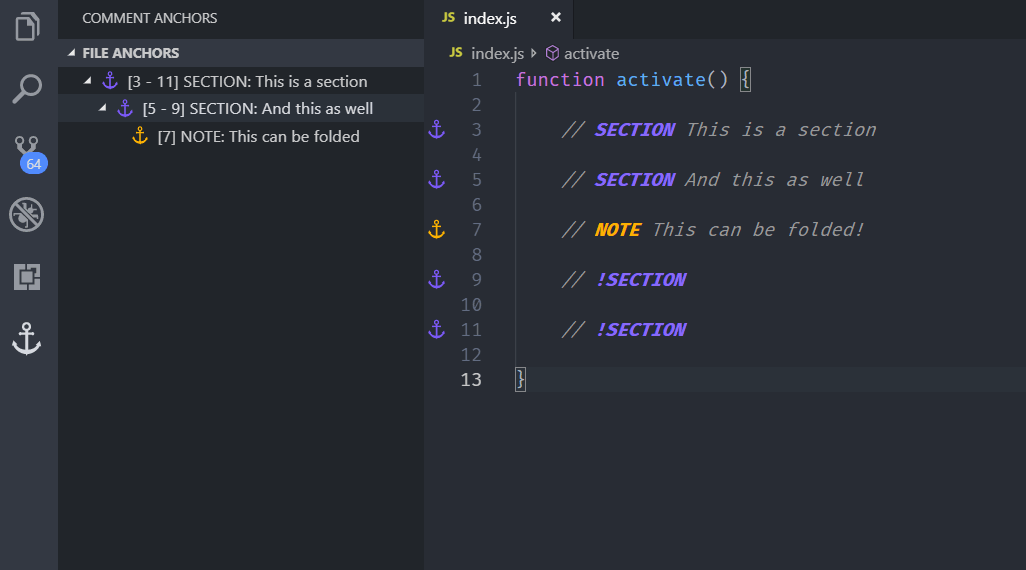 COMMENT ANCHORS
FILE ANCHORS
[3 - 11] SECTION: This is a section
[5 - 9] SECTION: And this as well
[7] NOTE: This can be folded
64
JS index.js ×
JS index.js › activate
1 function activate() {
2
3 // SECTION This is a section
4
5 // SECTION And this as well
6
7 // NOTE This can be folded!
8
9 // !SECTION
10
11 // !SECTION
12
13 }